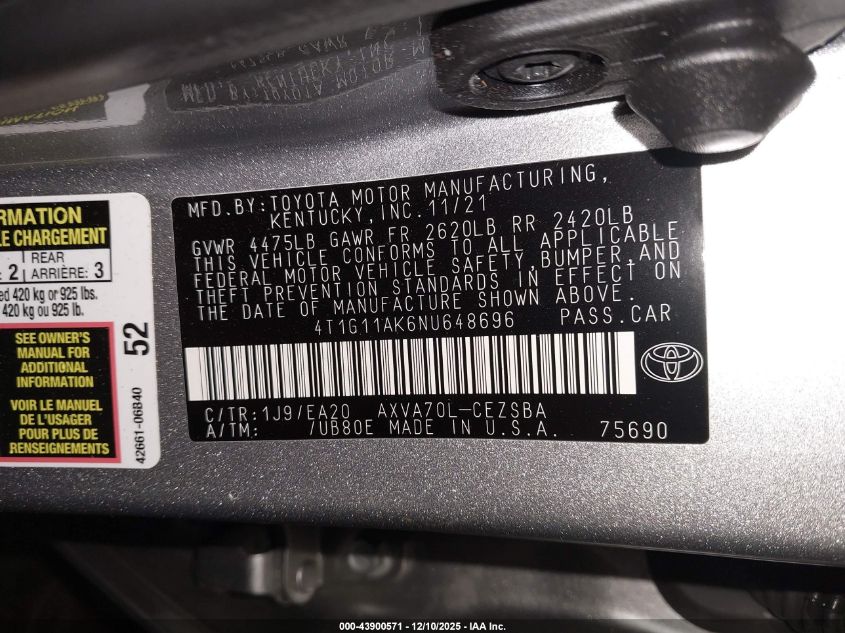 MFD.BY:TOYOTA MOTOR MANUFACTURING,
KENTUCKY, INC. 11/21
GVWR 4475LB GAWR FR 2620LB RR 2420LB
THIS VEHICLE CONFORMS TO ALL APPLICABLE
FEDERAL MOTOR VEHICLE SAFETY, BUMPER, AND
THEFT PREVENTION STANDARDS IN EFFECT ON
THE DATE OF MANUFACTURE SHOWN ABOVE.
4T1G11AK6NU648696 PASS.CAR
C/TR:1J9/EA20 AXVA70L-CEZSBA
A/TM: 7UB80E MADE IN U.S.A. 75690
RMATION
E CHARGEMENT
2 REAR ARRIÈRE: 3
ed 420 kg or 925 lbs.
420 kg ou 925 lb.
SEE OWNER'S
MANUAL FOR
ADDITIONAL
INFORMATION
VOIR LE MANUEL
DE L'USAGER
POUR PLUS DE
RENSEIGNEMENTS
52
42661-06B40
000-43900571 - 12/10/2025 - IAA Inc.